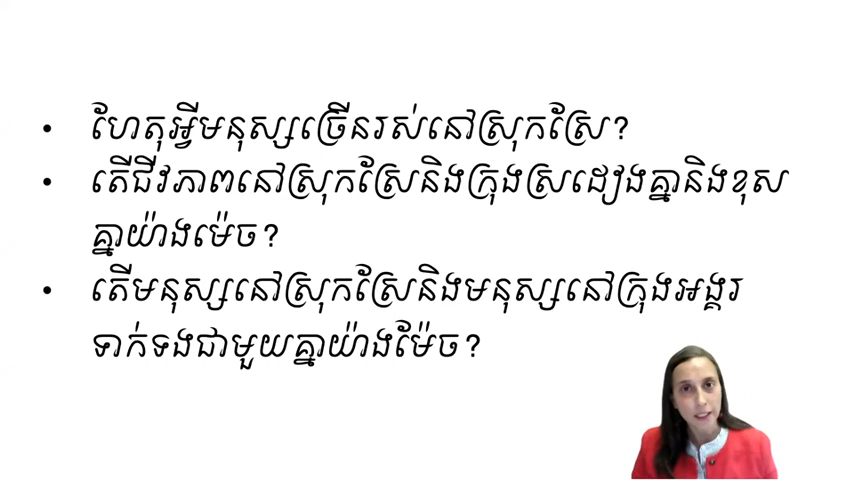 • ហេតុអ្វីមនុស្សច្រើនរស់នៅស្រុកស្រែ?
• តើជីវភាពនៅស្រុកស្រែនិងក្រុងស្រដៀងគ្នានិងខុស
គ្នាយ៉ាងម៉េច?
• តើមនុស្សនៅស្រុកស្រែនិងមនុស្សនៅក្រុងអង្គរ
ទាក់ទងជាមួយគ្នាយ៉ាងម៉ែច?